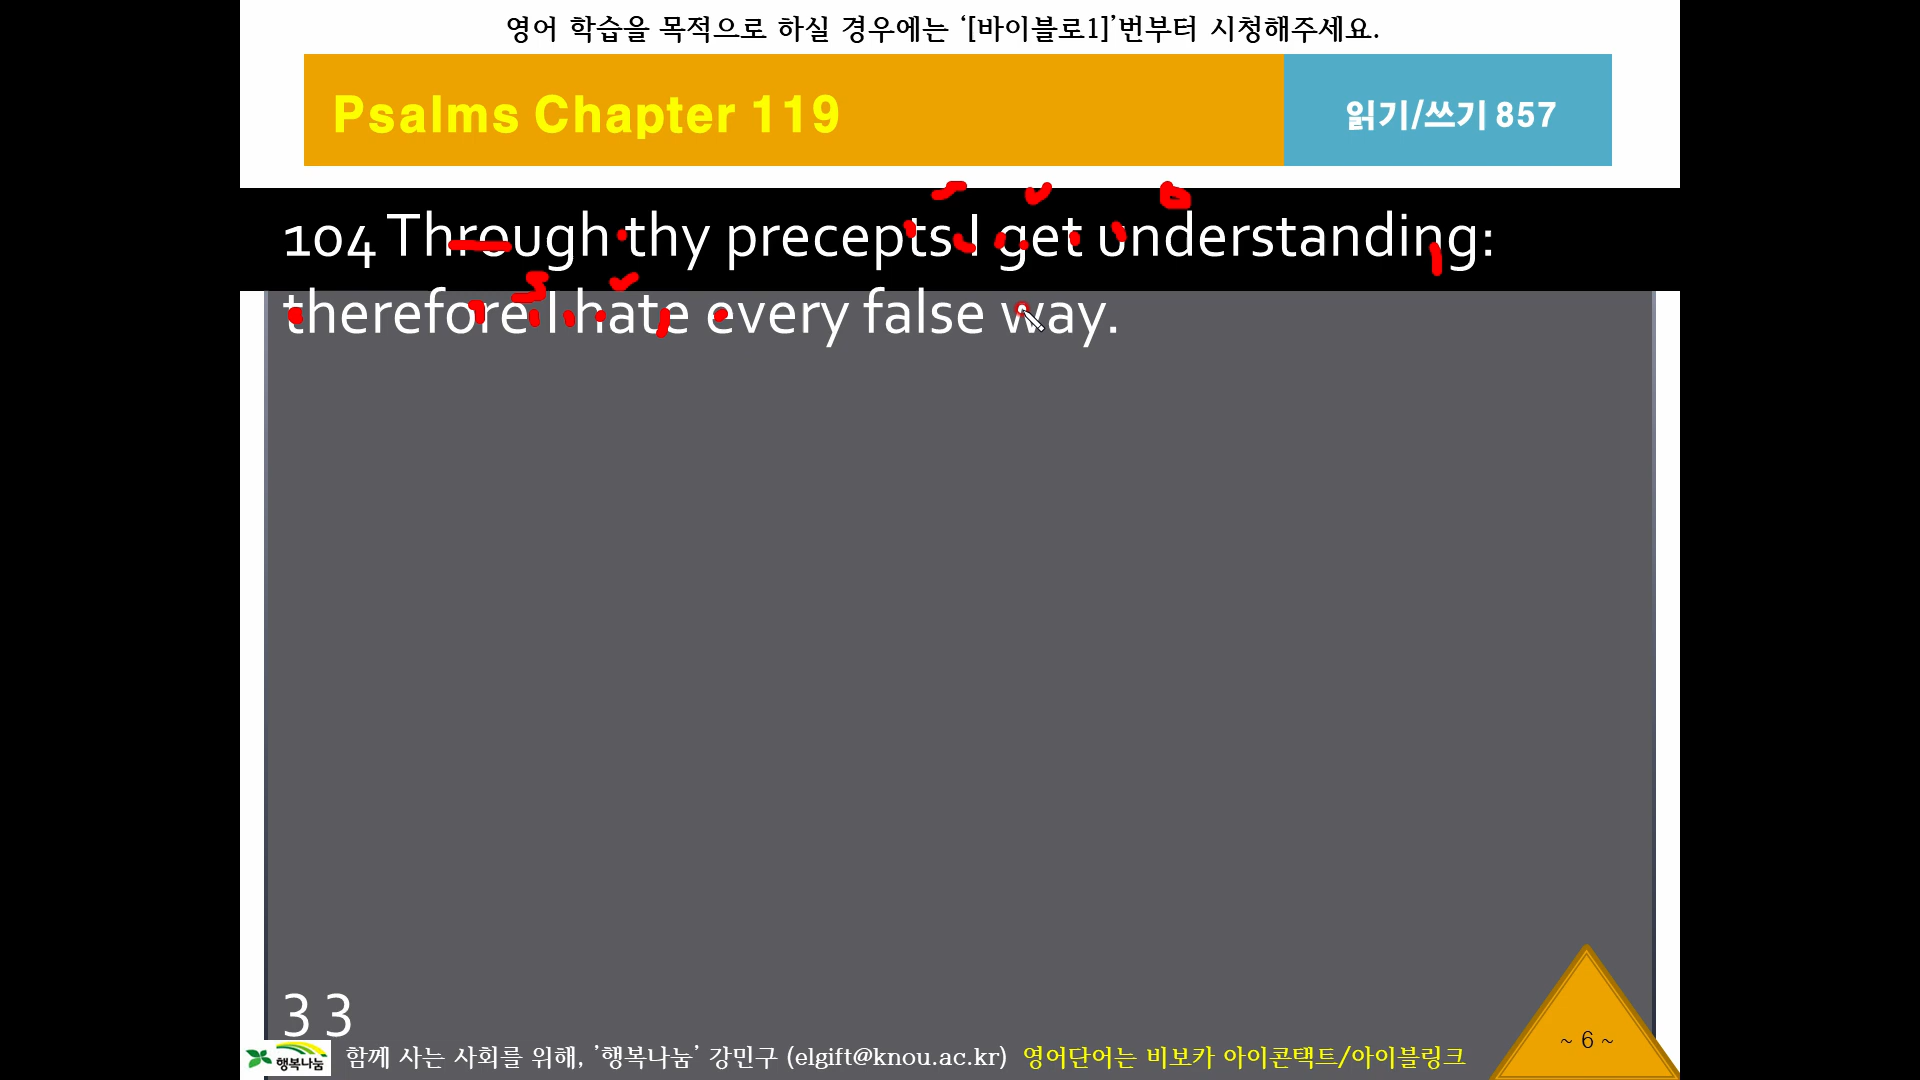 영어 학습을 목적으로 하실 경우에는 ‘[바이블로1]’번부터 시청해주세요.
Psalms Chapter 119
읽기/쓰기 857
104 Through thy precepts I get understanding:
therefore I hate every false way.
3 3
~ 6 ~
행복나눔
함께 사는 사회를 위해, ’행복나눔’ 강민구 (elgift@knou.ac.kr) 영어단어는 비보카 아이콘택트/아이블링크